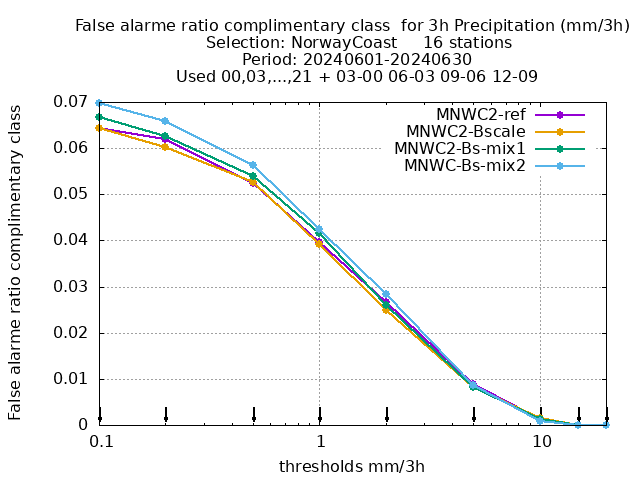 False alarme ratio complimentary class  for 3h Precipitation (mm/3h)
Selection: NorwayCoast     16 stations
Period: 20240601-20240630
Used 00,03,...,21 + 03-00 06-03 09-06 12-09
False alarme ratio complimentary class
0.07
0.06
0.05
0.04
0.03
0.02
0.01
0
MNWC2-ref
MNWC2-Bscale
MNWC2-Bs-mix1
MNWC-Bs-mix2
0.1
1
10
thresholds mm/3h